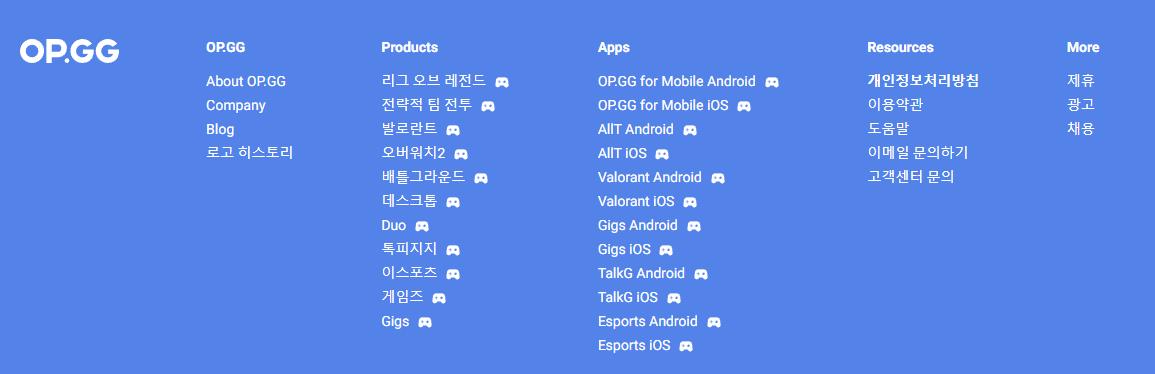 OP.GG
OP.GG
About OP.GG
Company
Blog
로고 히스토리
Products
리그 오브 레전드
전략적 팀 전투
발로란트
오버워치2
배틀그라운드
데스크톱
Duo
톡피지지
이스포츠
게임즈
Gigs
Apps
OP.GG for Mobile Android
OP.GG for Mobile iOS
AllT Android
AllT iOS
Valorant Android
Valorant iOS
Gigs Android
Gigs iOS
TalkG Android
TalkG iOS
Esports Android
Esports iOS
Resources
개인정보처리방침
이용약관
도움말
이메일 문의하기
고객센터 문의
More
제휴
광고
채용